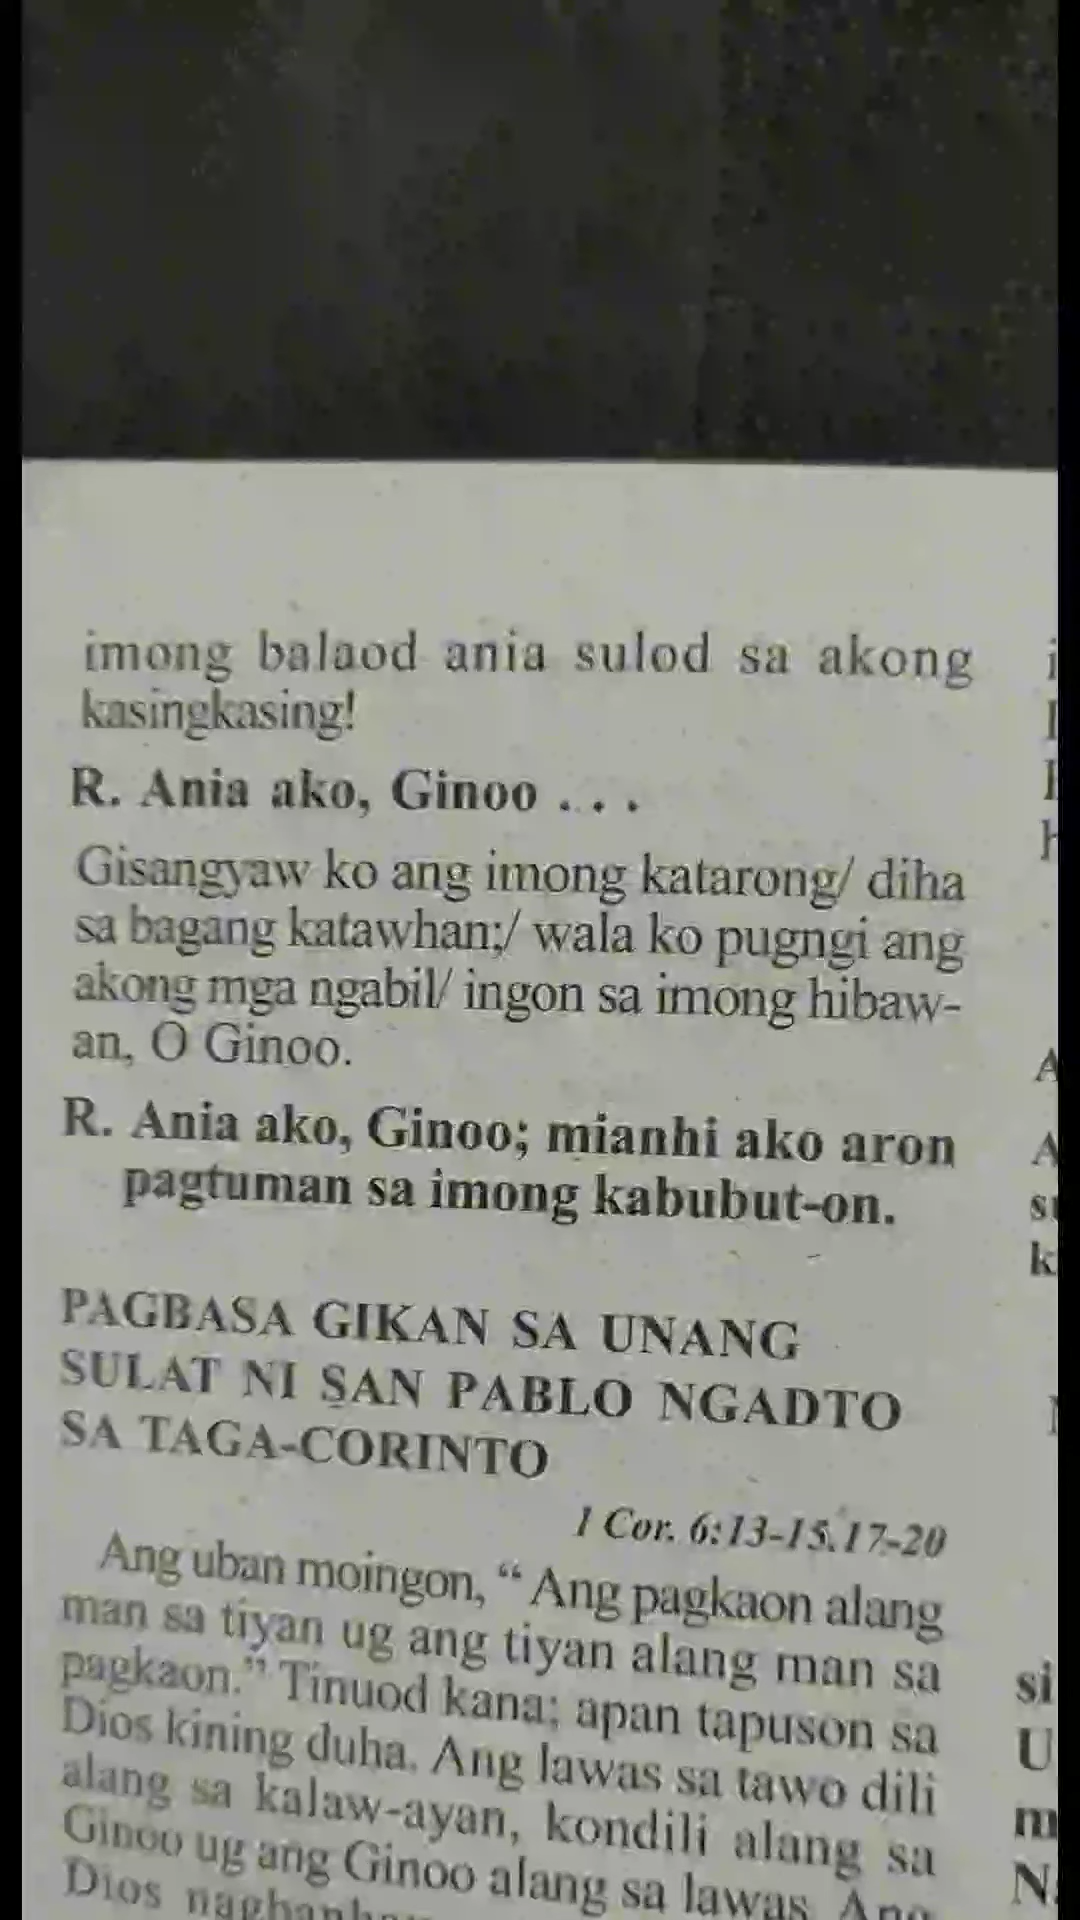 imong balaod ania sulod sa akong
kasingkasing!
R. Ania ako, Ginoo . . .
Gisangyaw ko ang imong katarong/ diha
sa bagang katawhan;/ wala ko pugngi ang
akong mga ngabil/ ingon sa imong hibaw-
an, O Ginoo.
R. Ania ako, Ginoo; mianhi ako aron
pagtuman sa imong kabubut-on.
PAGBASA GIKAN SA UNANG
SULAT NI SAN PABLO NGADTO
SA TAGA-CORINTO
1 Cor. 6:13-15.17-20
Ang uban moingon, “ Ang pagkaon alang
man sa tiyan ug ang tiyan alang man sa
pagkaon.” Tinuod kana; apan tapuson sa
Dios kining duha. Ang lawas sa tawo dili
alang sa kalaw-ayan, kondili alang sa
Ginoo ug ang Ginoo alang sa lawas. Ang
Dios